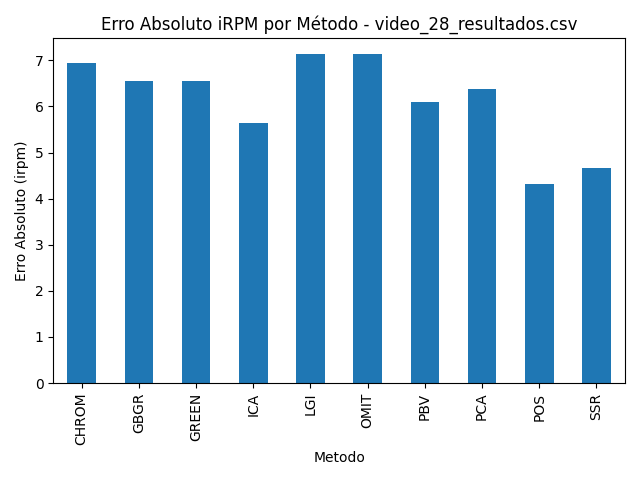 Erro Absoluto iRPM por Método - video_28_resultados.csv
Erro Absoluto (irpm)
7
6
5
4
3
2
1
0
CHROM
GBGR
GREEN
ICA
LGI
OMIT
PBV
PCA
POS
SSR
Metodo